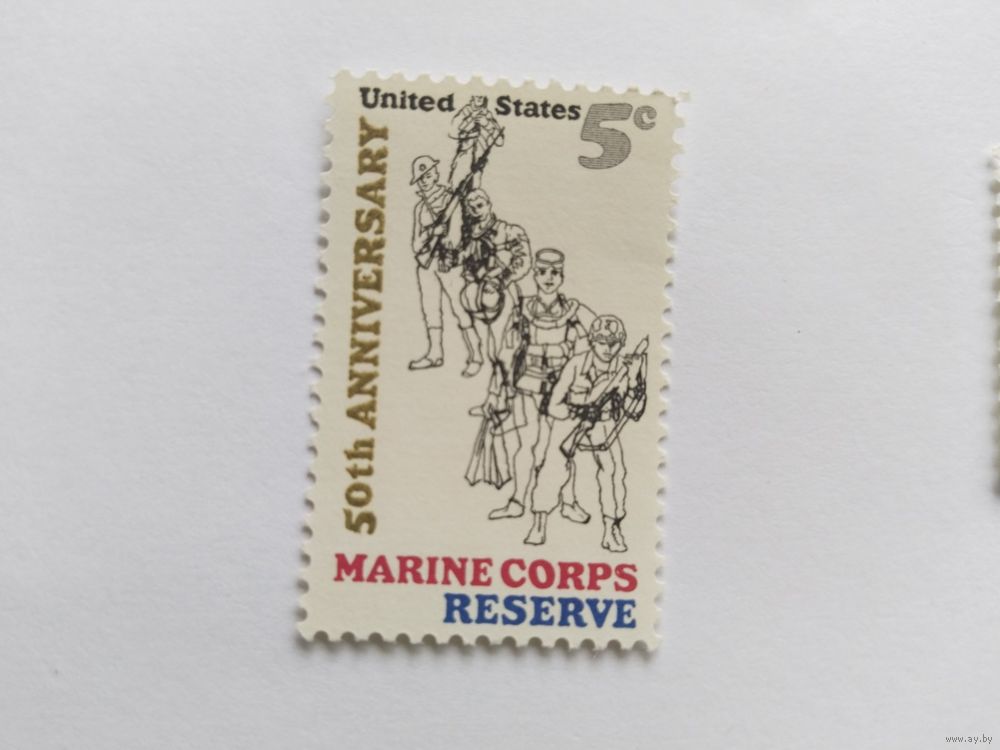 United States 5c
50th ANNIVERSARY
MARINE CORPS
RESERVE
www.ay.by